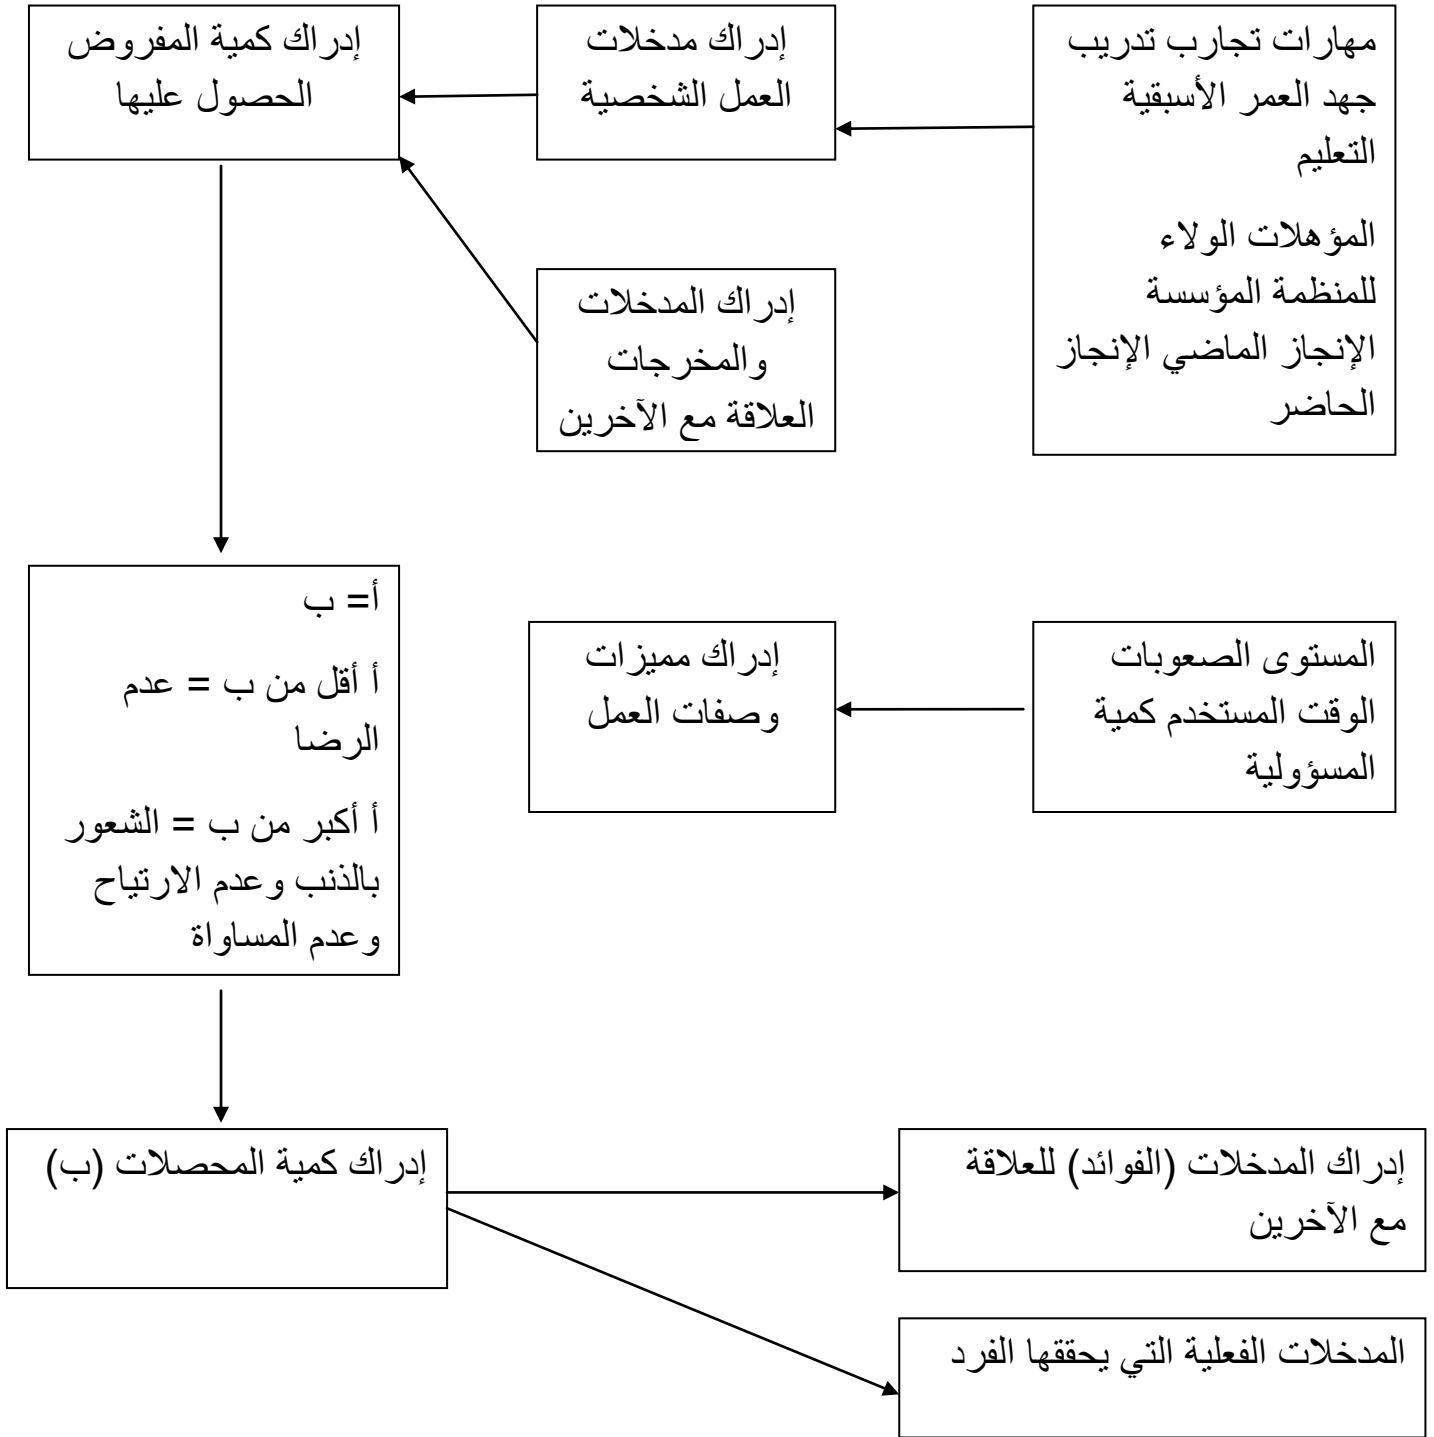 مهارات تجارب تدريب
جهد العمر الأسبقية
التعليم
المؤهلات الولاء
للمنظمة المؤسسة
الإنجاز الماضي الإنجاز
الحاضر
إدراك مدخلات
العمل الشخصية
إدراك كمية المفروض
الحصول عليها
إدراك المدخلات
والمخرجات
العلاقة مع الآخرين
المستوى الصعوبات
الوقت المستخدم كمية
المسؤولية
إدراك مميزات
وصفات العمل
أ= ب
أ أقل من ب = عدم
الرضا
أ أكبر من ب = الشعور
بالذنب وعدم الارتياح
وعدم المساواة
إدراك المدخلات (الفوائد) للعلاقة
مع الآخرين
إدراك كمية المحصلات (ب)
المدخلات الفعلية التي يحققها الفرد